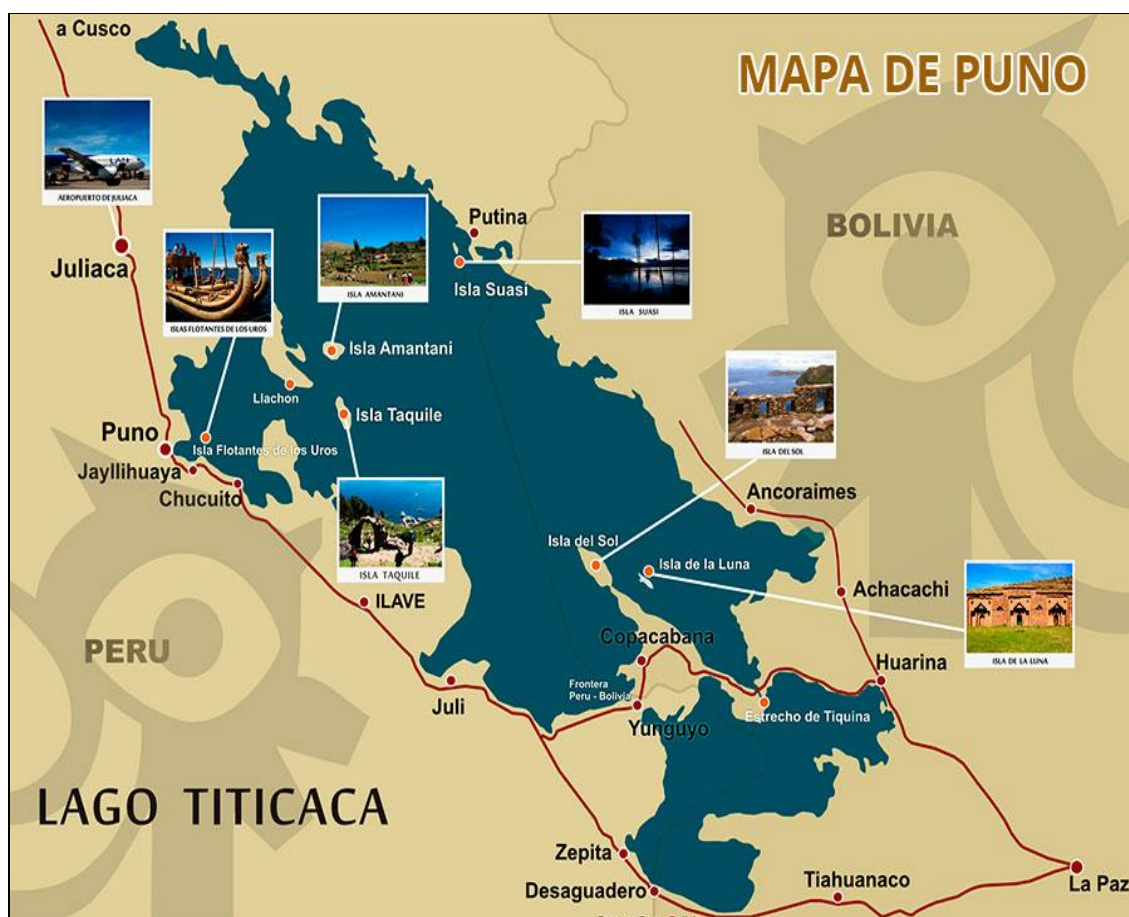 a Cusco
MAPA DE PUNO
LAN
AEROPUERTO DE JULIACA
Juliaca
ISLAS FLOTANTES DE LOS UROS
ISLA AMANTANI
Putina
Isla Suasí
ISLA SUASI
BOLIVIA
Isla Amantani
Llachon
Isla Taquile
ISLA DEL SOL
Puno
Isla Flotantes de los Uros
Jayllihuaya
Chucuito
Ancoraimes
ISLA TAQUILE
Isla del Sol
Isla de la Luna
Achacachi
ILAVE
PERU
Copacabana
ISLA DE LA LUNA
Huarina
Frontera
Peru - Bolivia
Juli
Yunguyo
Estrecho de Tiquina
LAGO TITICACA
Zepita
Desaguadero
Tiahuanaco
La Paz